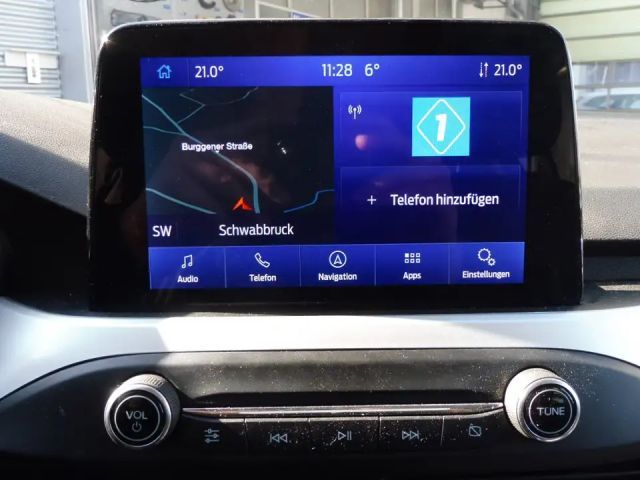 21.0°
11:28 6°
21.0°
Burggener Straße
1
+ Telefon hinzufügen
SW Schwabbruck
Audio Telefon Navigation Apps Einstellungen
VOL
TUNE